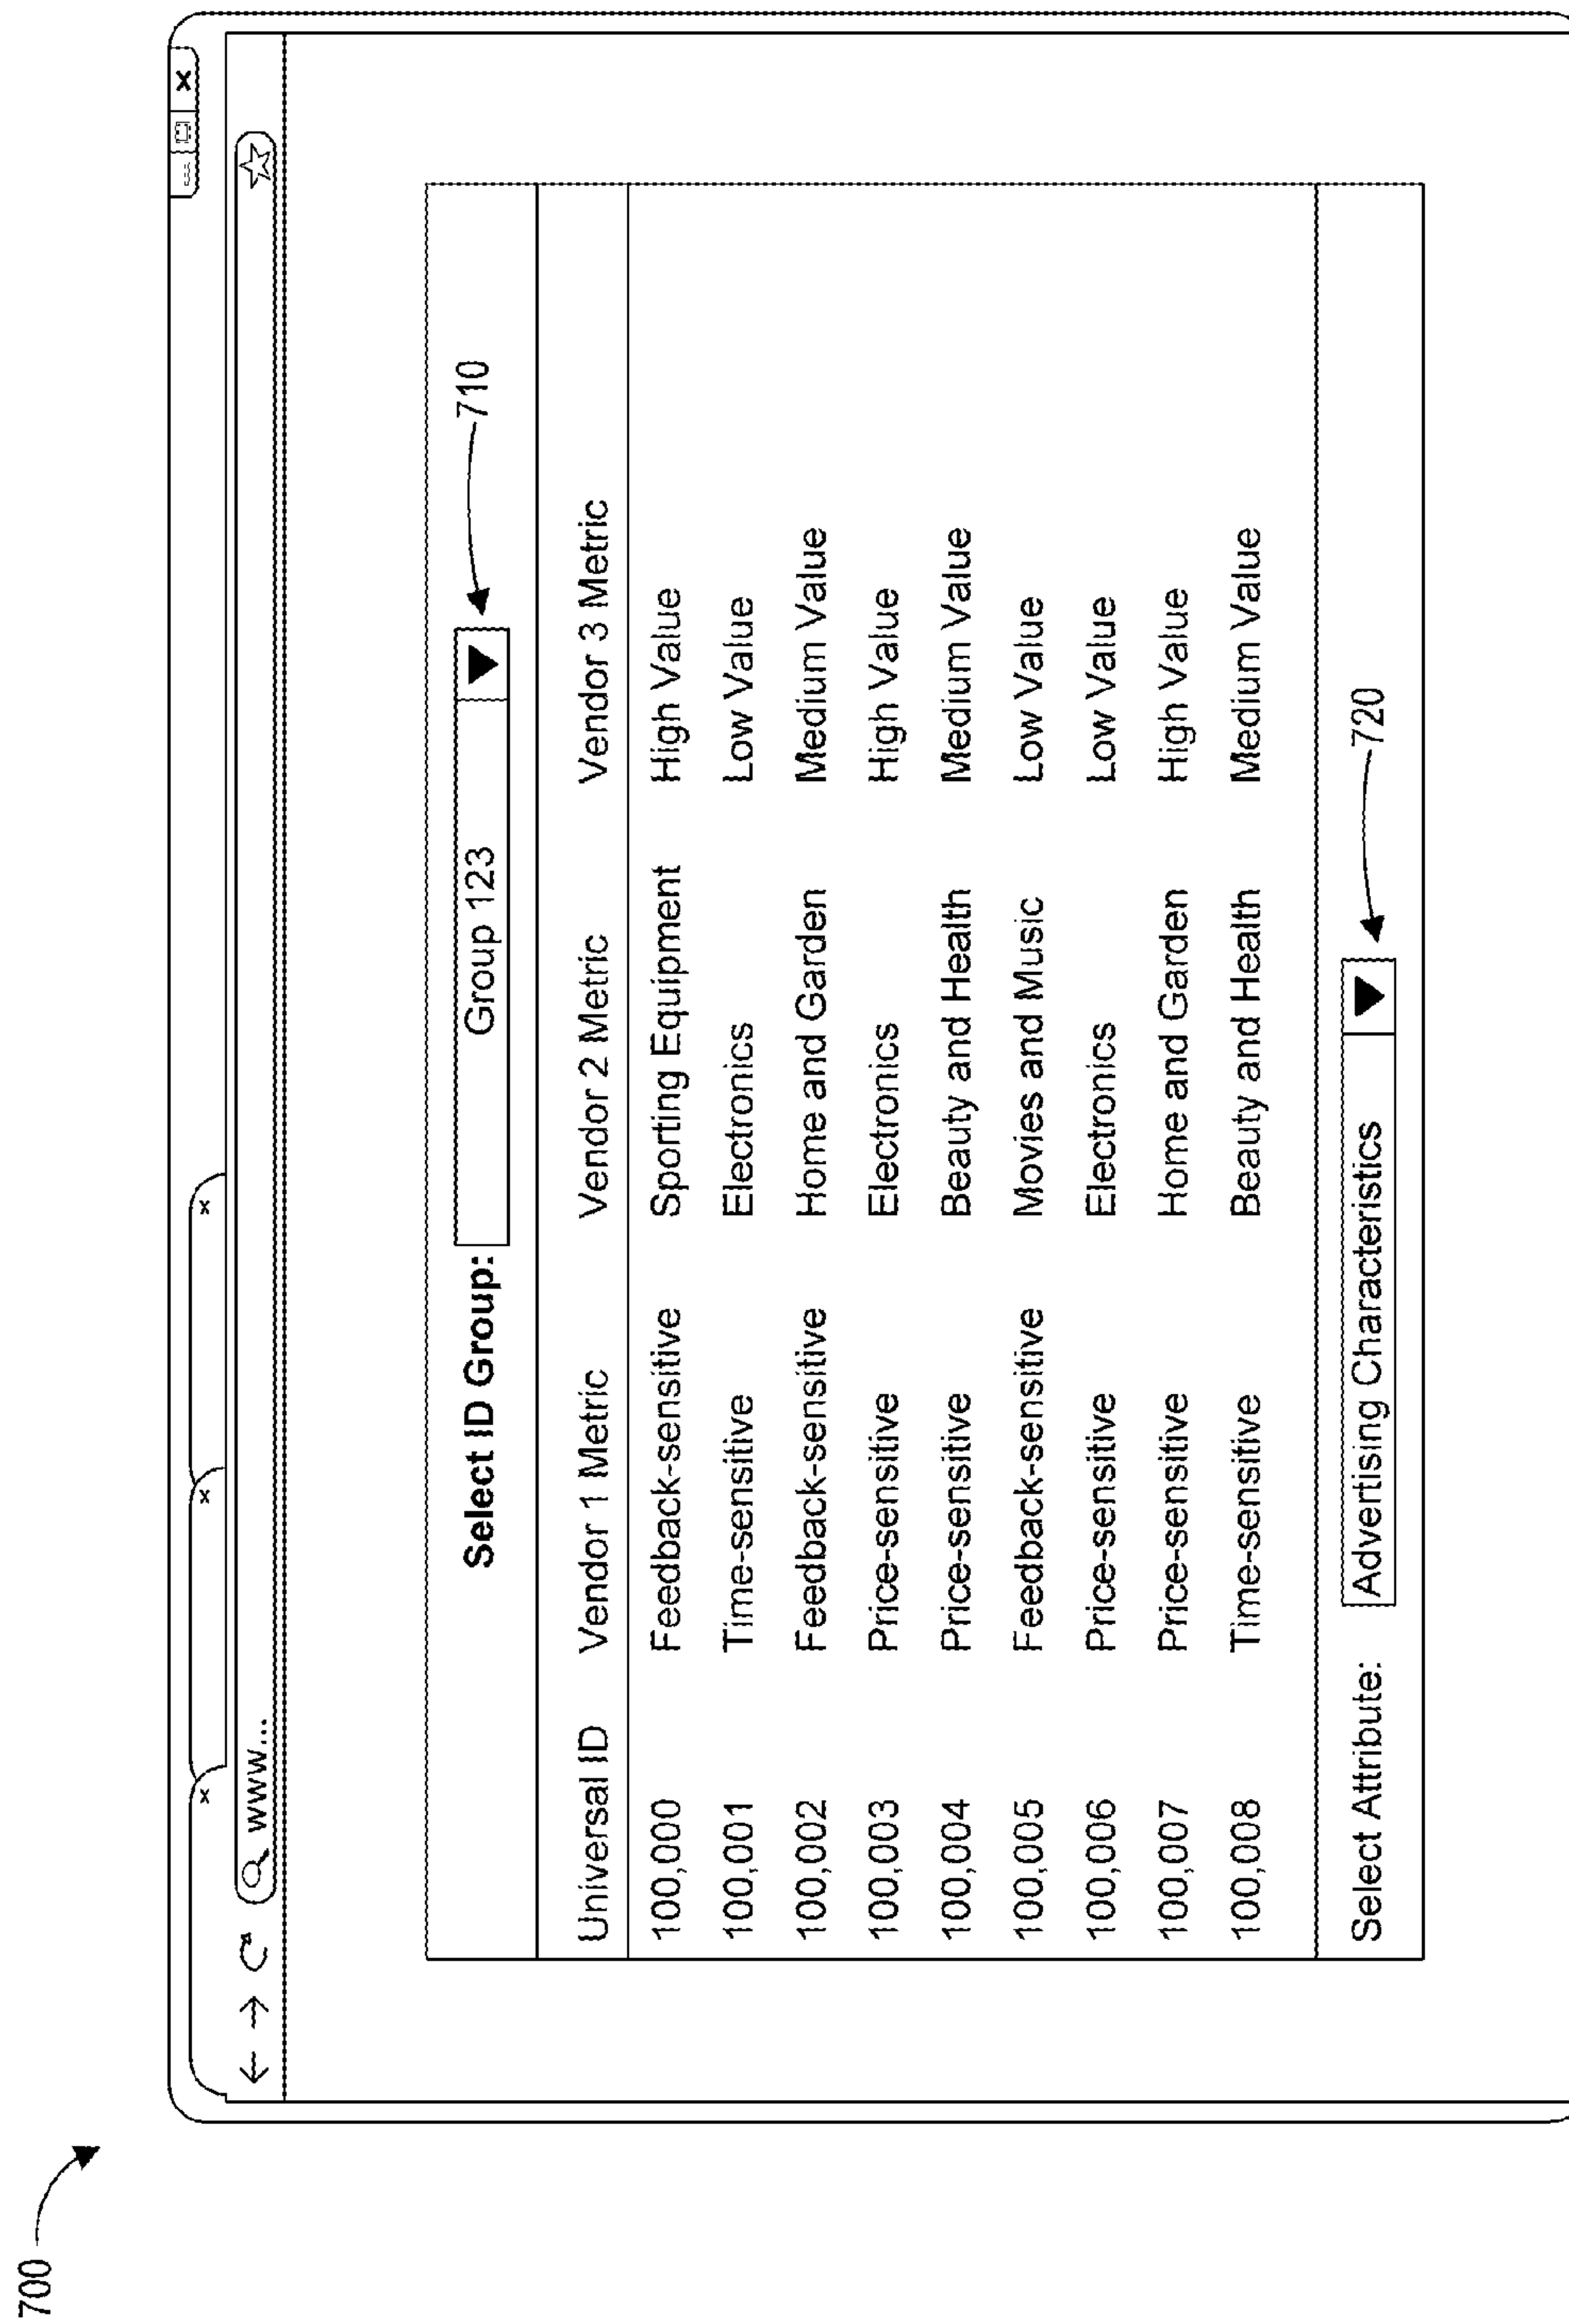 700
x x x
www...
Select ID Group: Group 123 710
Universal ID Vendor 1 Metric Vendor 2 Metric Vendor 3 Metric
100,000 Feedback-sensitive Sporting Equipment High Value
100,001 Time-sensitive Electronics Low Value
100,002 Feedback-sensitive Home and Garden Medium Value
100,003 Price-sensitive Electronics High Value
100,004 Price-sensitive Beauty and Health Medium Value
100,005 Feedback-sensitive Movies and Music Low Value
100,006 Price-sensitive Electronics Low Value
100,007 Price-sensitive Home and Garden High Value
100,008 Time-sensitive Beauty and Health Medium Value
Select Attribute: Advertising Characteristics 720